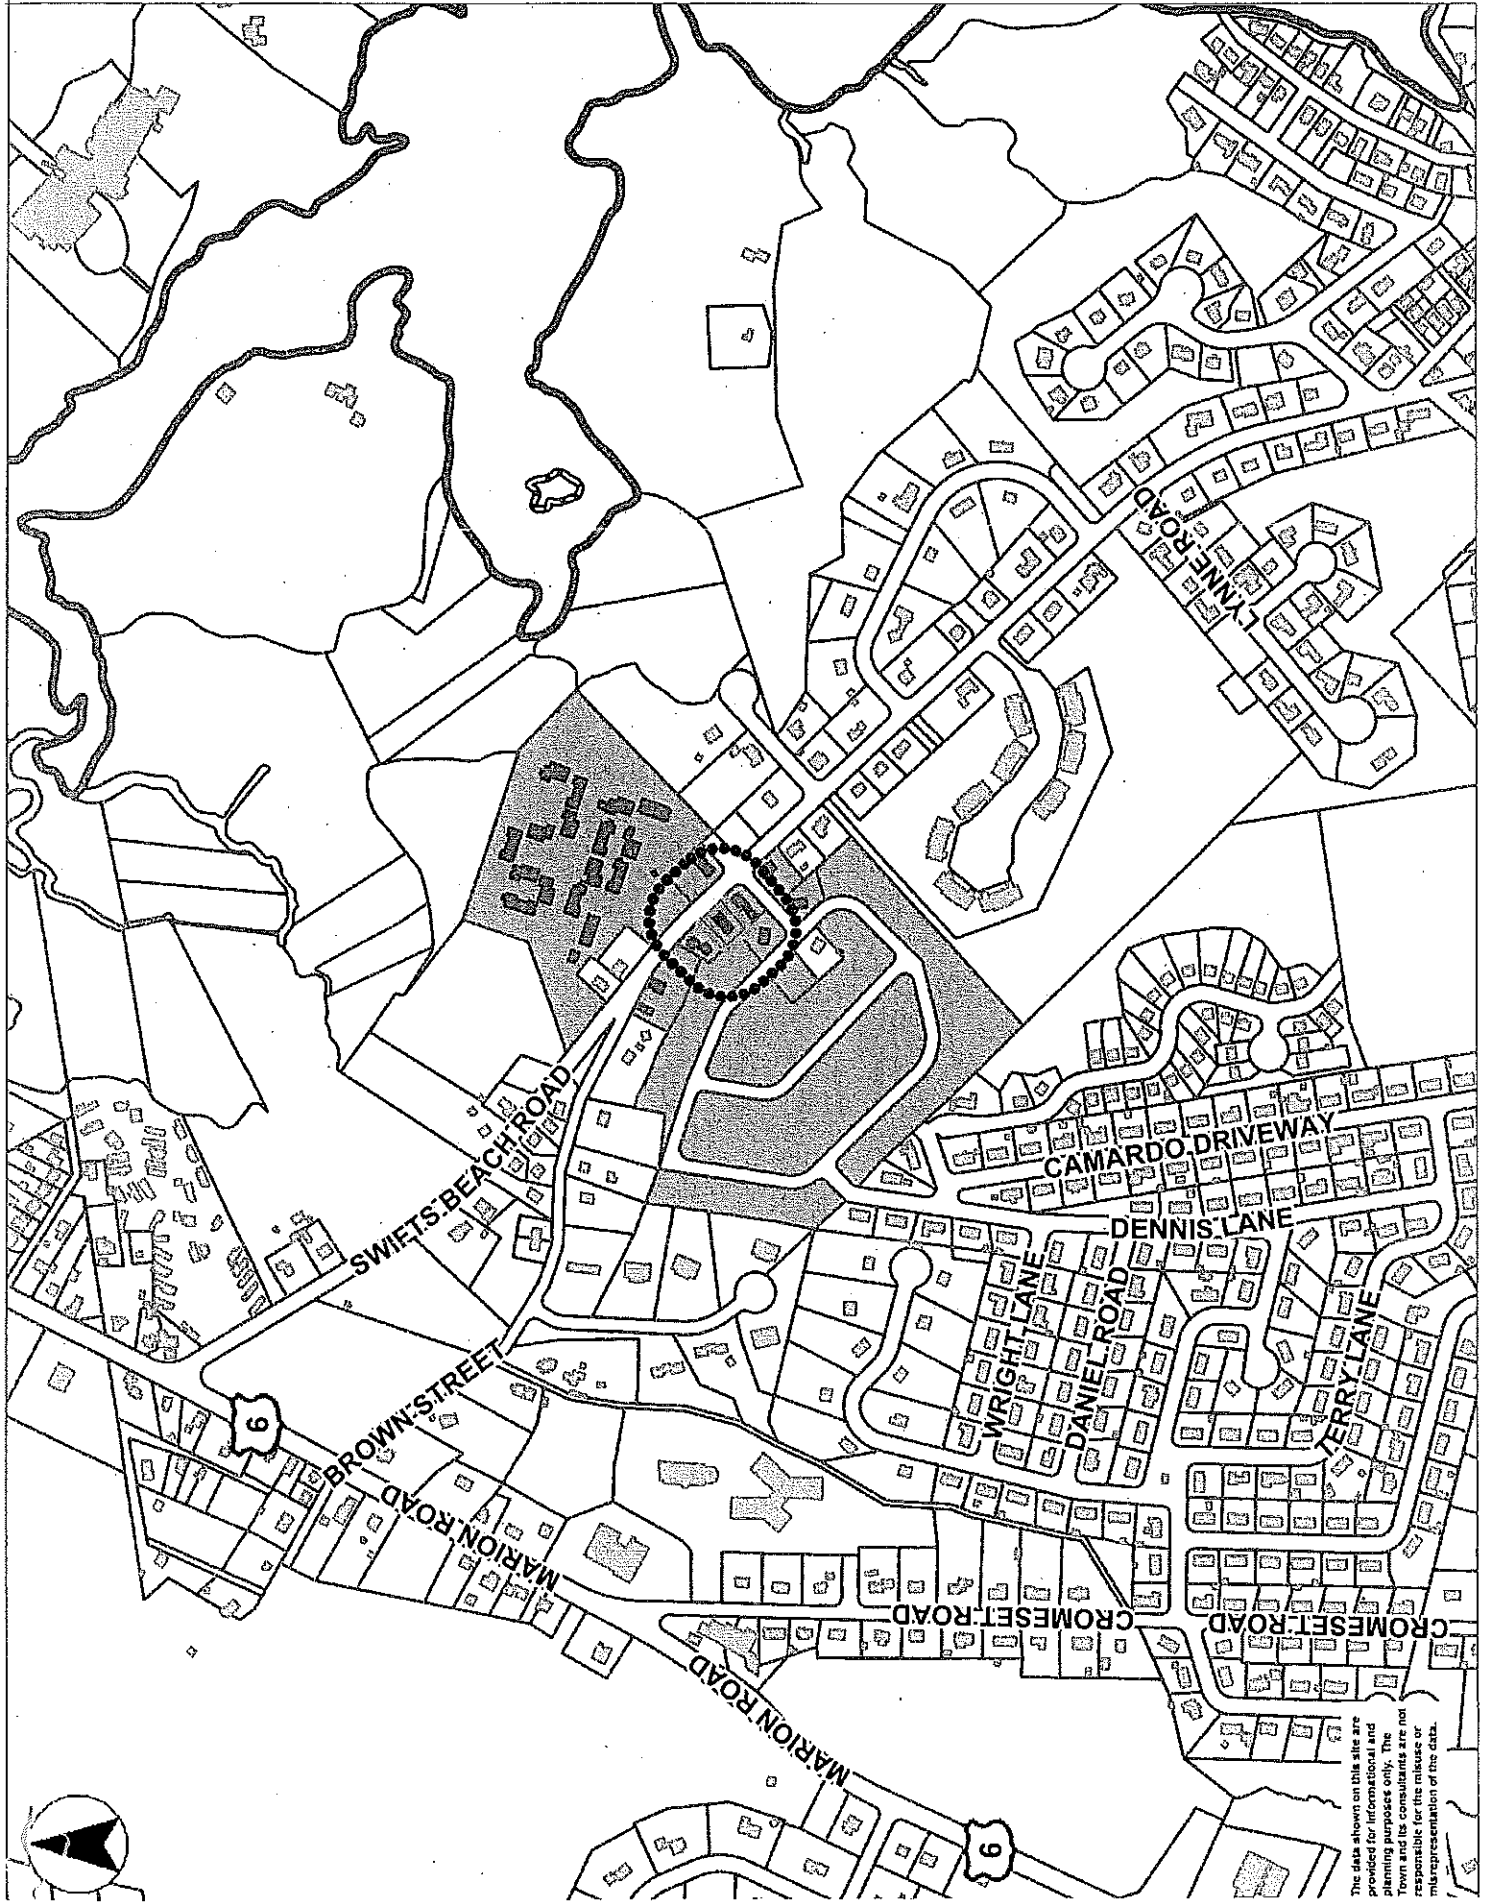 SWIFTS BEACH ROAD
6
BROWN STREET
MARION ROAD
LYNNE ROAD
CAMARDO DRIVEWAY
DENNIS LANE
WRIGHT LANE
DANIEL ROAD
CROMESET ROAD
CROMESET ROAD
MARION ROAD
6
The data shown on this site are
provided for informational and
planning purposes only. The
Town and its consultants are not
responsible for the misuse or
misrepresentation of the data.